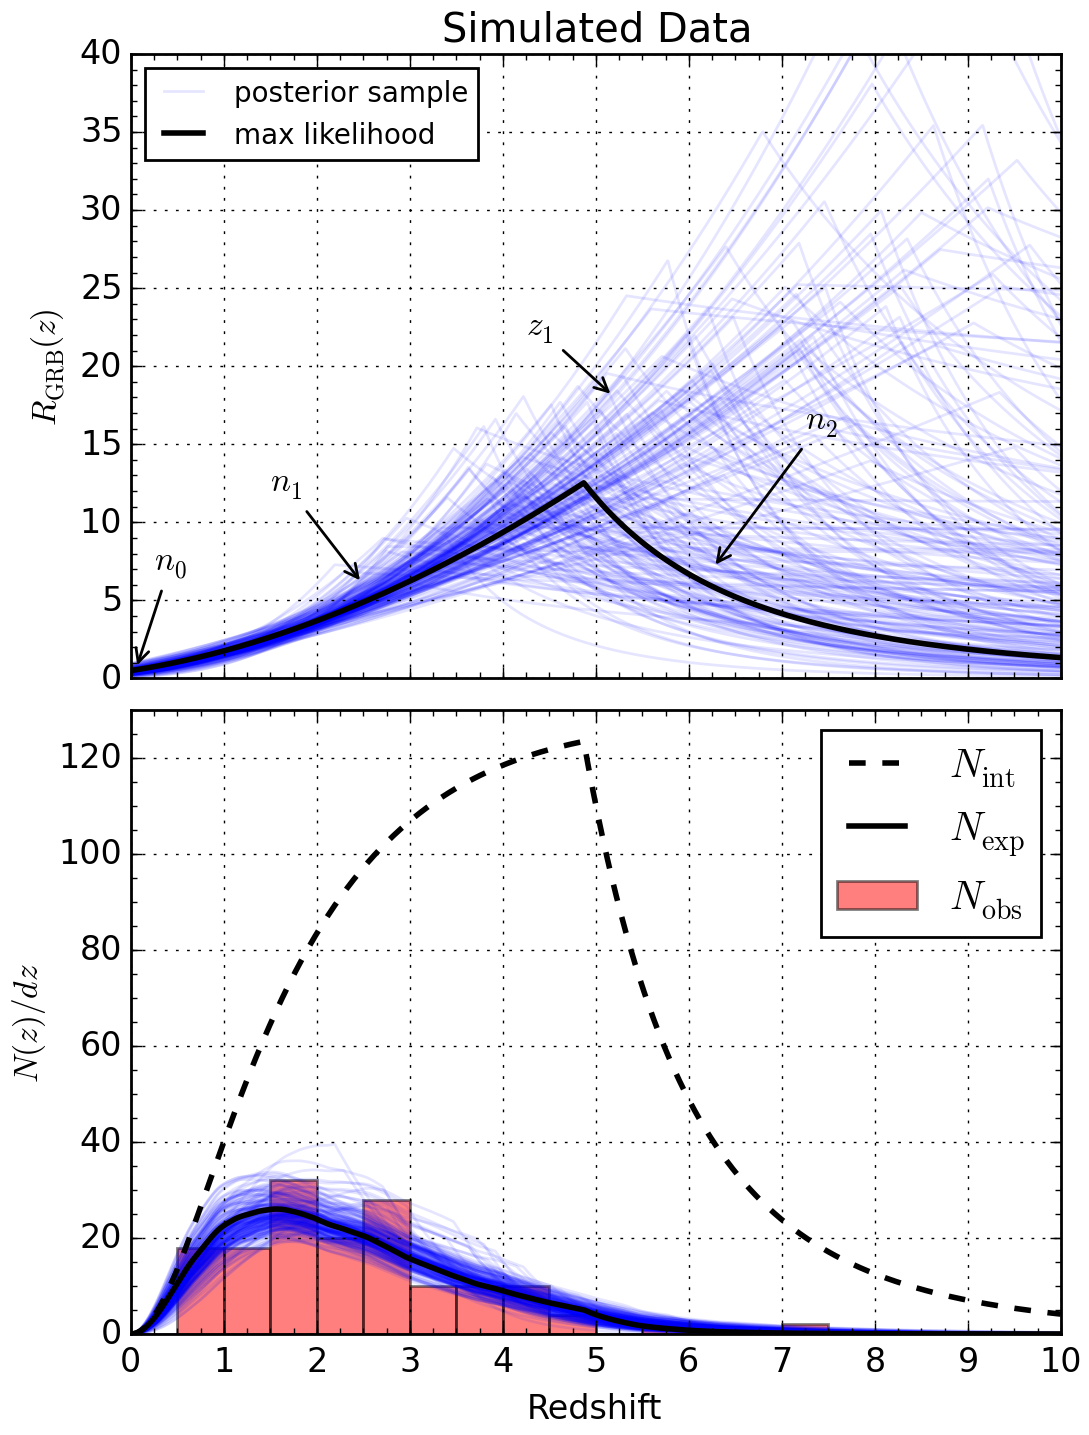 Simulated Data
40
35
30
25
20
15
10
5
0
R_GRB(z)
posterior sample
max likelihood
n_0
n_1
z_1
n_2
120
100
80
60
40
20
0
N(z)/dz
N_int
N_exp
N_obs
0 1 2 3 4 5 6 7 8 9 10
Redshift